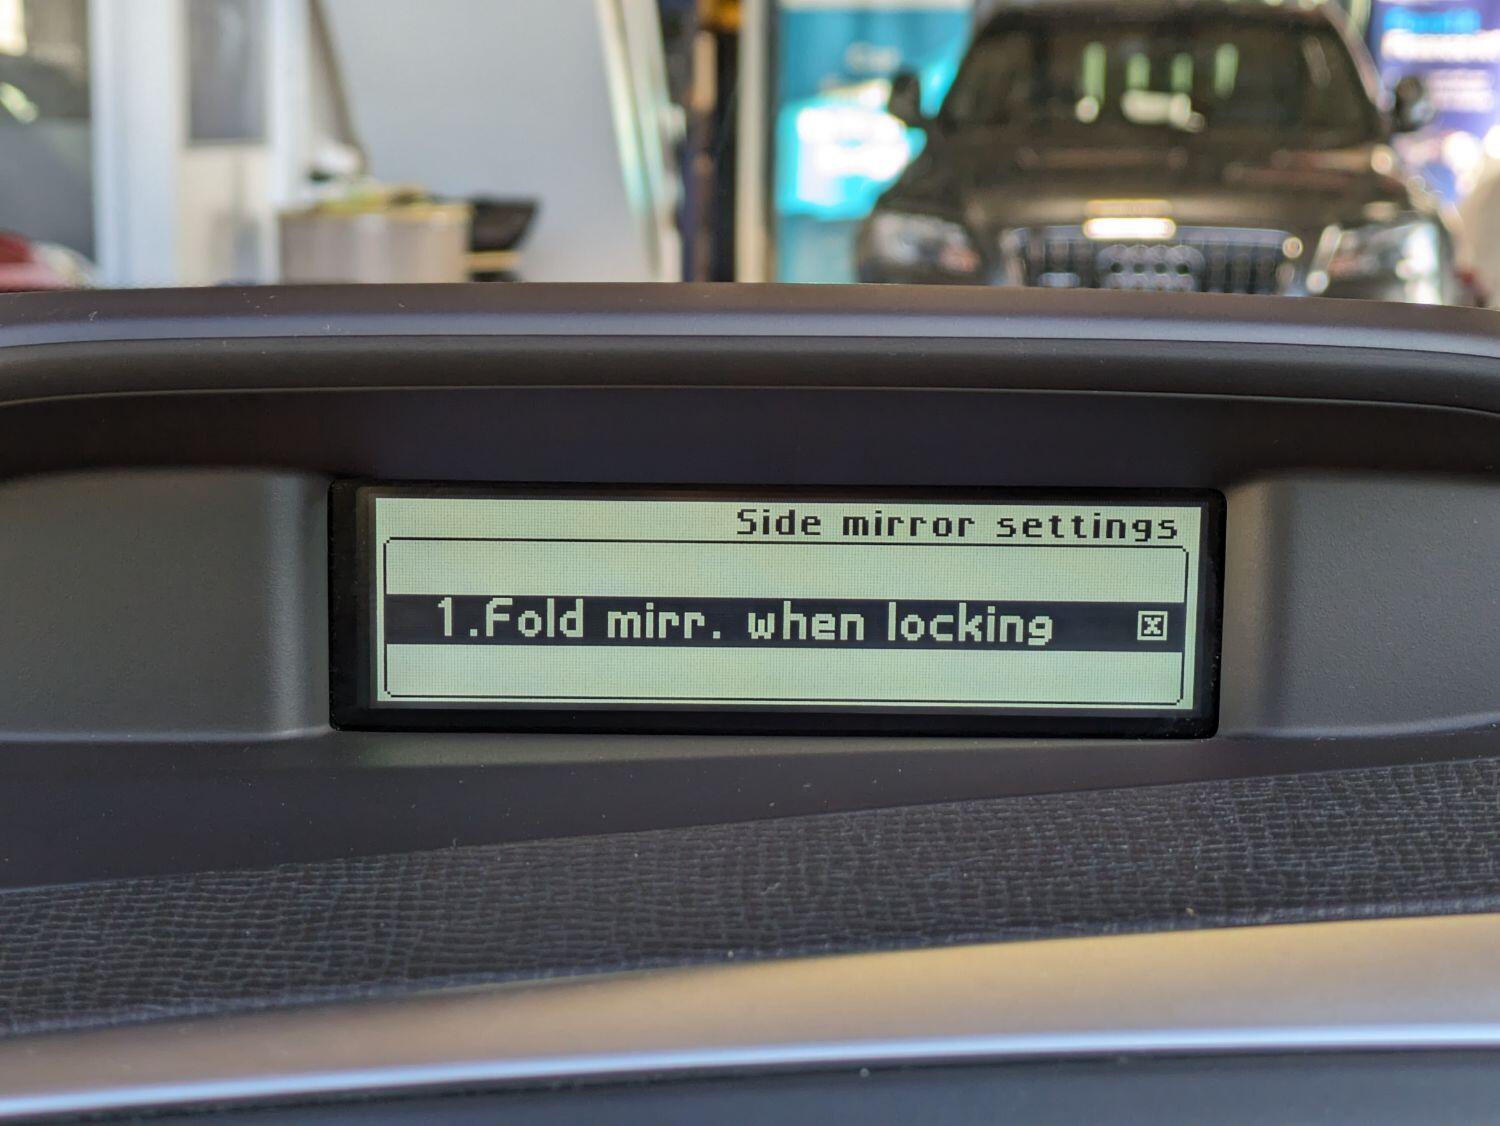 Side mirror settings
1.Fold mirr. when locking